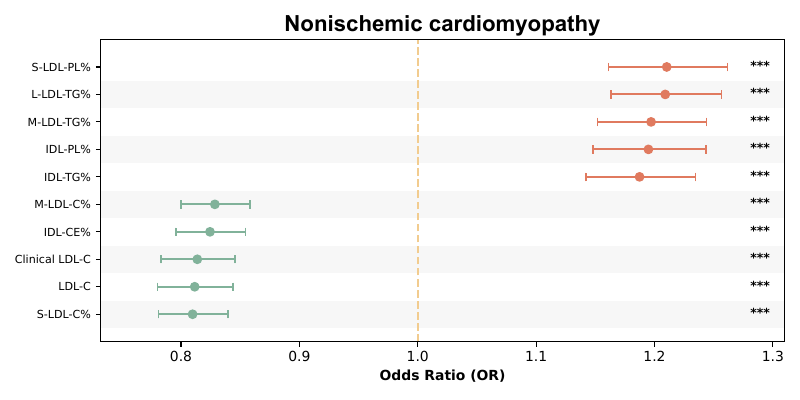 Nonischemic cardiomyopathy
S-LDL-PL% ***
L-LDL-TG% ***
M-LDL-TG% ***
IDL-PL% ***
IDL-TG% ***
M-LDL-C% ***
IDL-CE% ***
Clinical LDL-C ***
LDL-C ***
S-LDL-C% ***
0.8 0.9 1.0 1.1 1.2 1.3
Odds Ratio (OR)